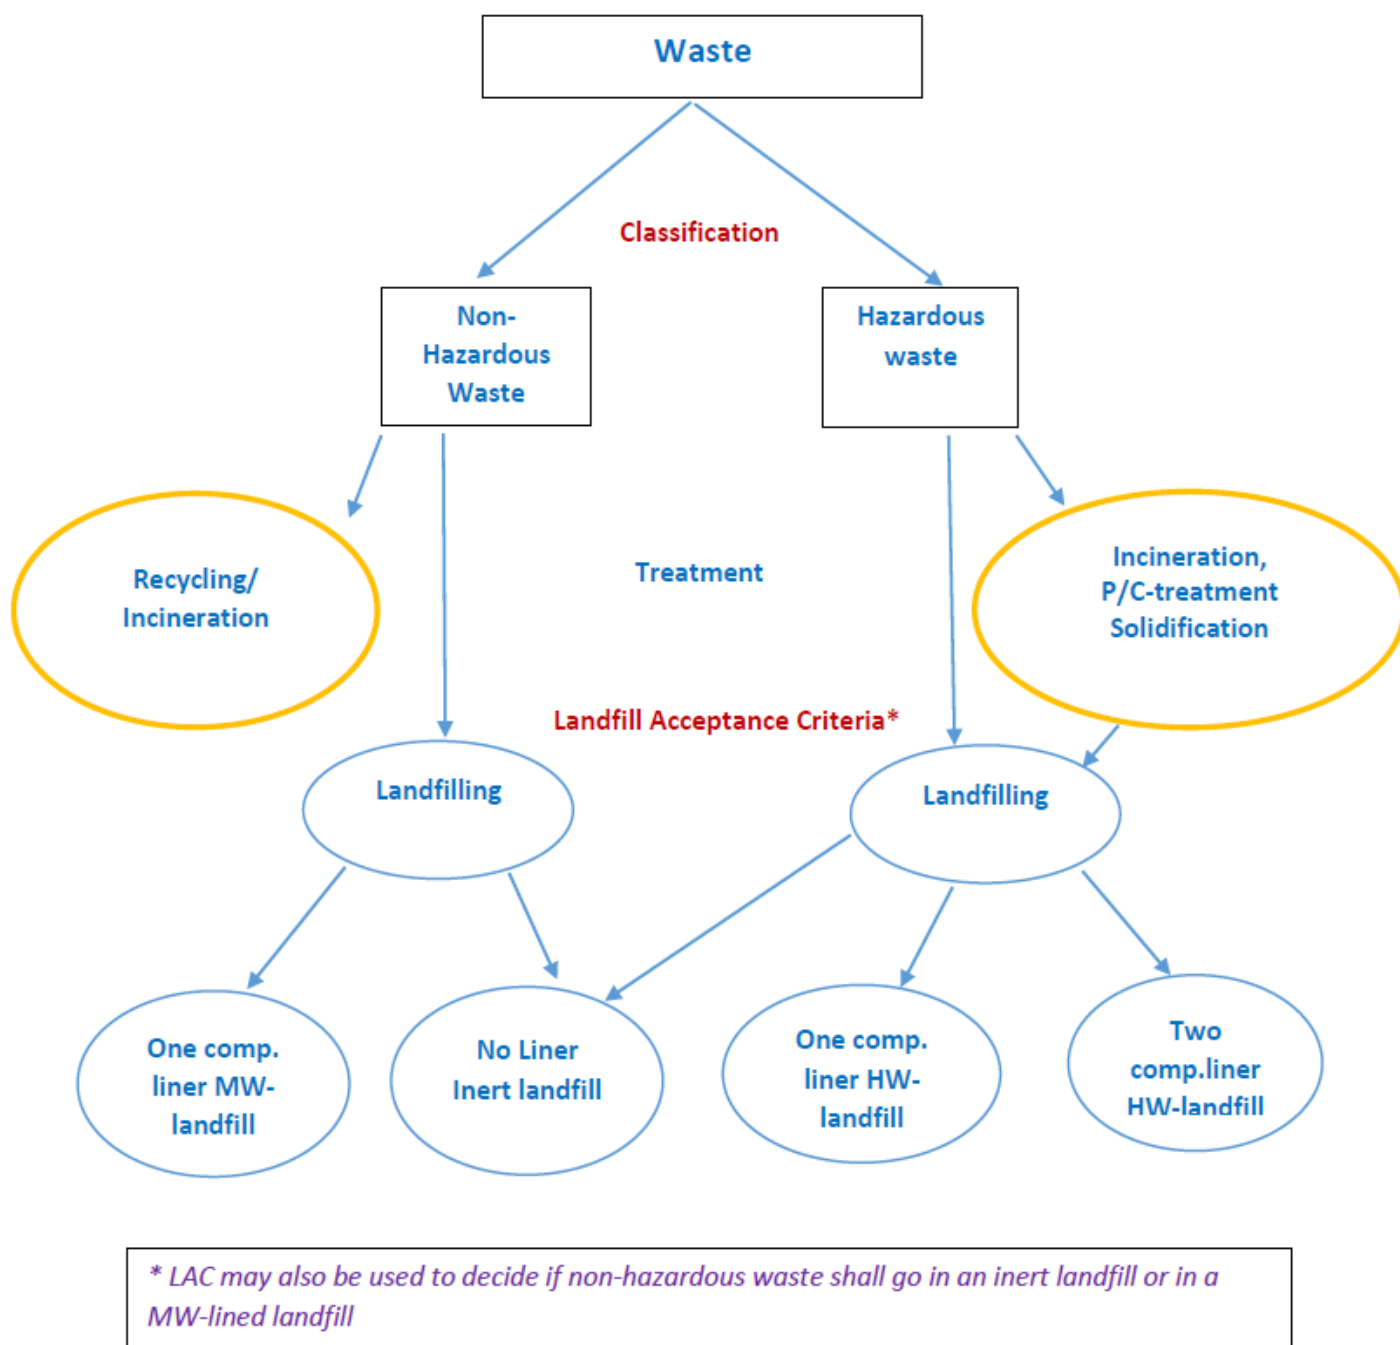 Waste
Classification
Non-
Hazardous
Waste
Hazardous
waste
Recycling/
Incineration
Treatment
Incineration,
P/C-treatment
Solidification
Landfill Acceptance Criteria*
Landfilling
Landfilling
One comp.
liner MW-
landfill
No Liner
Inert landfill
One comp.
liner HW-
landfill
Two
comp.liner
HW-landfill
* LAC may also be used to decide if non-hazardous waste shall go in an inert landfill or in a
MW-lined landfill